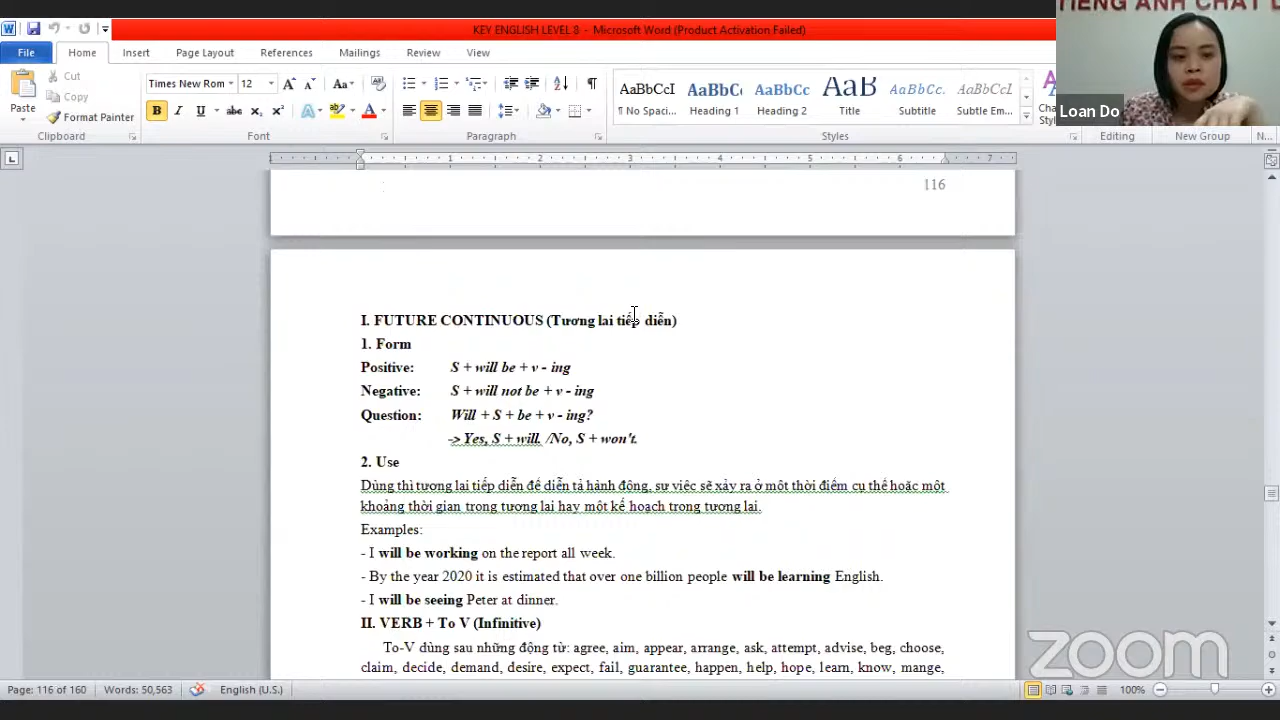 KEY ENGLISH LEVEL 8 - Microsoft Word (Product Activation Failed)
TIẾNG ANH CHẤT L
Loan Do
File Home Insert Page Layout References Mailings Review View
Paste
Cut
Copy
Format Painter
Clipboard
Times New Rom 12
Font
Paragraph
AaBbCcI AaBbC( AaBbCc AaB AaBbCc. AaBbCcL
¶ No Spaci... Heading 1 Heading 2 Title Subtitle Subtle Em...
Styles
Editing
New Group
N...
116
I. FUTURE CONTINUOUS (Tương lai tiếp diễn)
1. Form
Positive: S + will be + v - ing
Negative: S + will not be + v - ing
Question: Will + S + be + v - ing?
-> Yes, S + will. /No, S + won't.
2. Use
Dùng thì tương lai tiếp diễn để diễn tả hành động, sự việc sẽ xảy ra ở một thời điểm cụ thể hoặc một
khoảng thời gian trong tương lai hay một kế hoạch trong tương lai.
Examples:
- I will be working on the report all week.
- By the year 2020 it is estimated that over one billion people will be learning English.
- I will be seeing Peter at dinner.
II. VERB + To V (Infinitive)
To-V dùng sau những động từ: agree, aim, appear, arrange, ask, attempt, advise, beg, choose,
claim, decide, demand, desire, expect, fail, guarantee, happen, help, hope, learn, know, mange,
zoom
Page: 116 of 160 Words: 50,563 English (U.S.) 100%